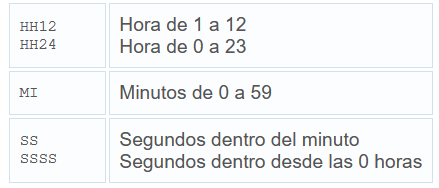 HH12 Hora de 1 a 12
HH24 Hora de 0 a 23
MI Minutos de 0 a 59
SS Segundos dentro del minuto
SSSS Segundos dentro desde las 0 horas